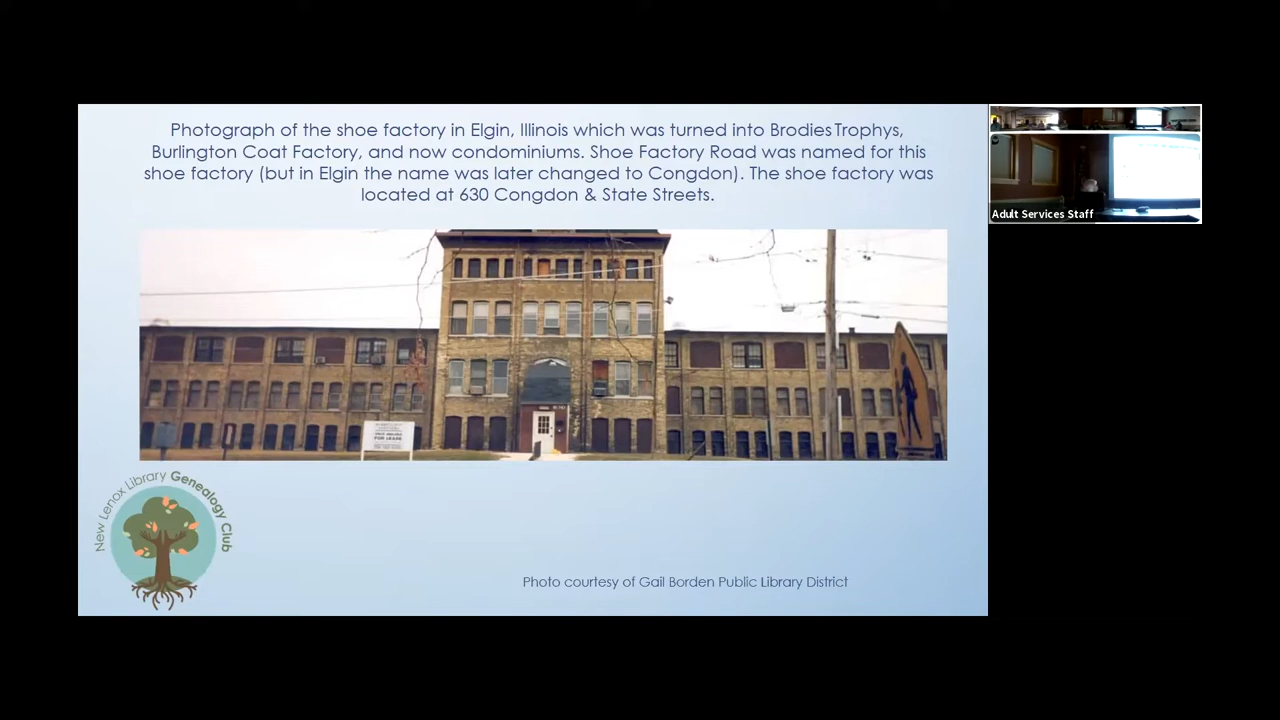 Photograph of the shoe factory in Elgin, Illinois which was turned into Brodies Trophys,
Burlington Coat Factory, and now condominiums. Shoe Factory Road was named for this
shoe factory (but in Elgin the name was later changed to Congdon). The shoe factory was
located at 630 Congdon & State Streets.
Adult Services Staff
FOR LEASE
New Lenox Library Genealogy Club
Photo courtesy of Gail Borden Public Library District